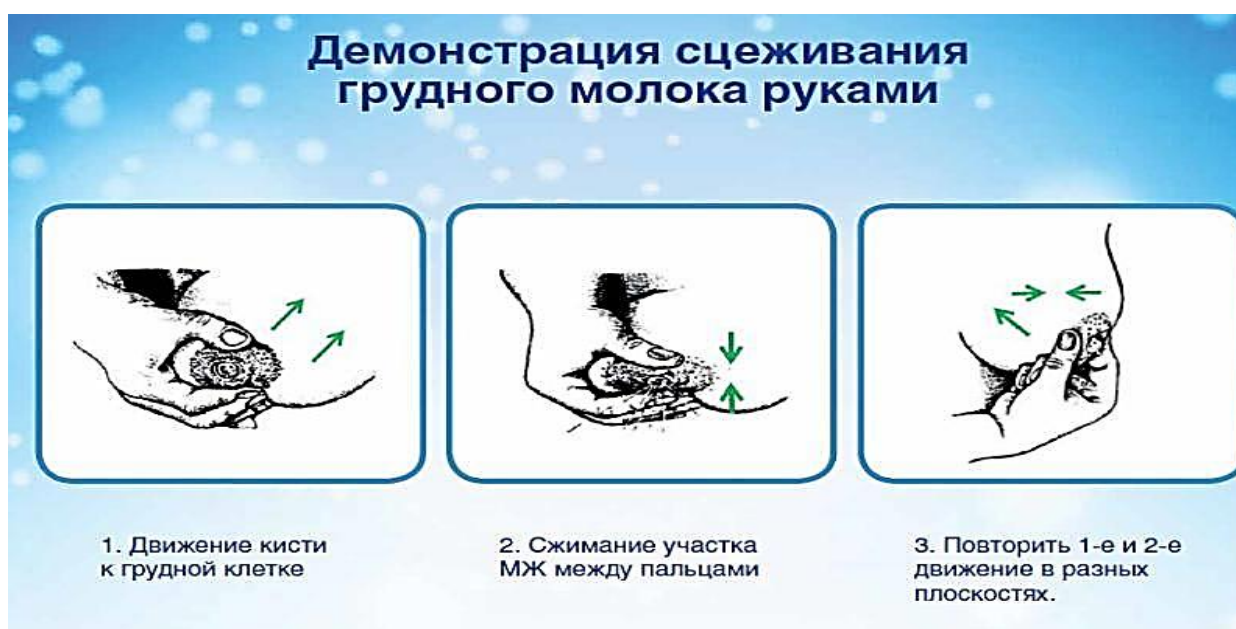 Демонстрация сцеживания
грудного молока руками
1. Движение кисти
к грудной клетке
2. Сжимание участка
МЖ между пальцами
3. Повторить 1-е и 2-е
движение в разных
плоскостях.